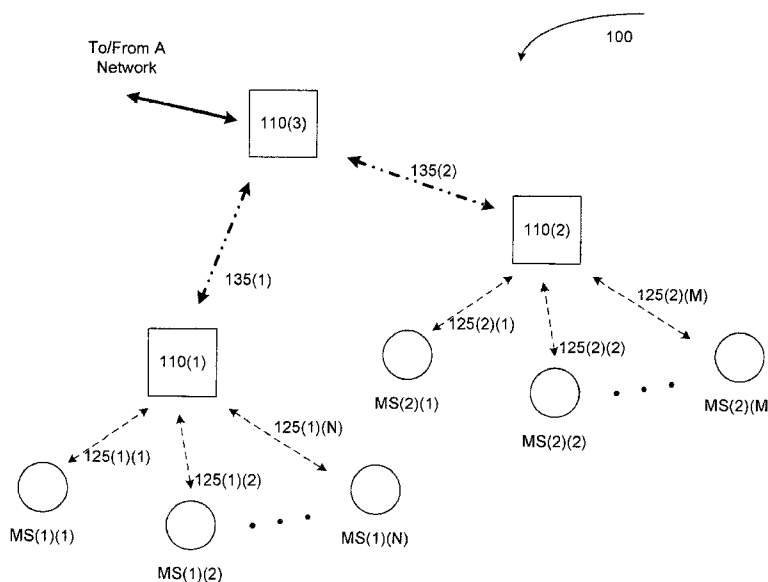 100
To/From A
Network
110(3)
135(2)
110(2)
135(1)
125(2)(M)
125(2)(1)
125(2)(2)
110(1)
MS(2)(1)
MS(2)(M
MS(2)(2)
125(1)(N)
125(1)(1)
125(1)(2)
MS(1)(1)
MS(1)(2)
MS(1)(N)